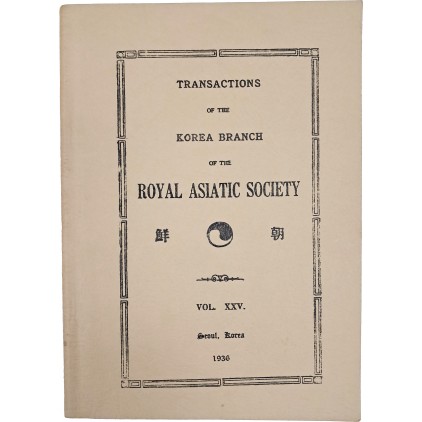 TRANSACTIONS
OF THE
KOREA BRANCH
OF THE
ROYAL ASIATIC SOCIETY
鮮 朝
VOL. XXV.
Seoul, Korea
1936